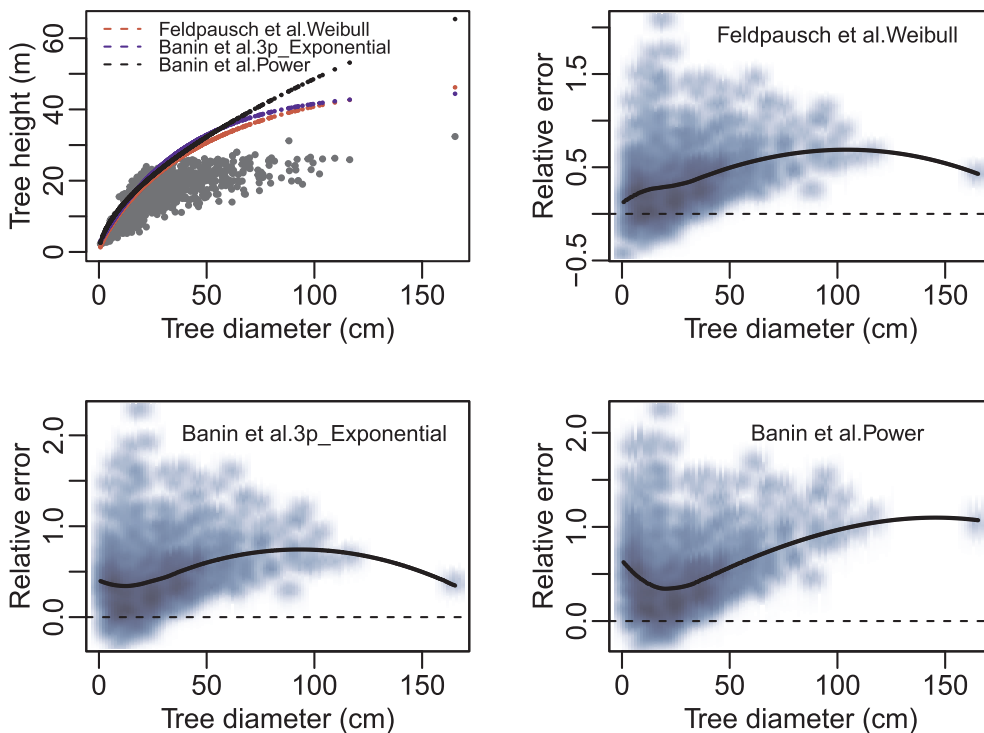 Feldpausch et al.Weibull
Banin et al.3p_Exponential
Banin et al.Power
Tree height (m)
60
40
20
0
0 50 100 150
Tree diameter (cm)
Feldpausch et al.Weibull
Relative error
1.5
0.5
−0.5
0 50 100 150
Tree diameter (cm)
Banin et al.3p_Exponential
Relative error
2.0
1.0
0.0
0 50 100 150
Tree diameter (cm)
Banin et al.Power
Relative error
2.0
1.0
0.0
0 50 100 150
Tree diameter (cm)